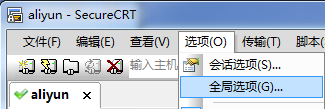 aliyun - SecureCRT
文件(F) 编辑(E) 查看(V) 选项(O) 传输(T) 脚本(
输入主机 会话选项(S)...
aliyun 全局选项(G)...